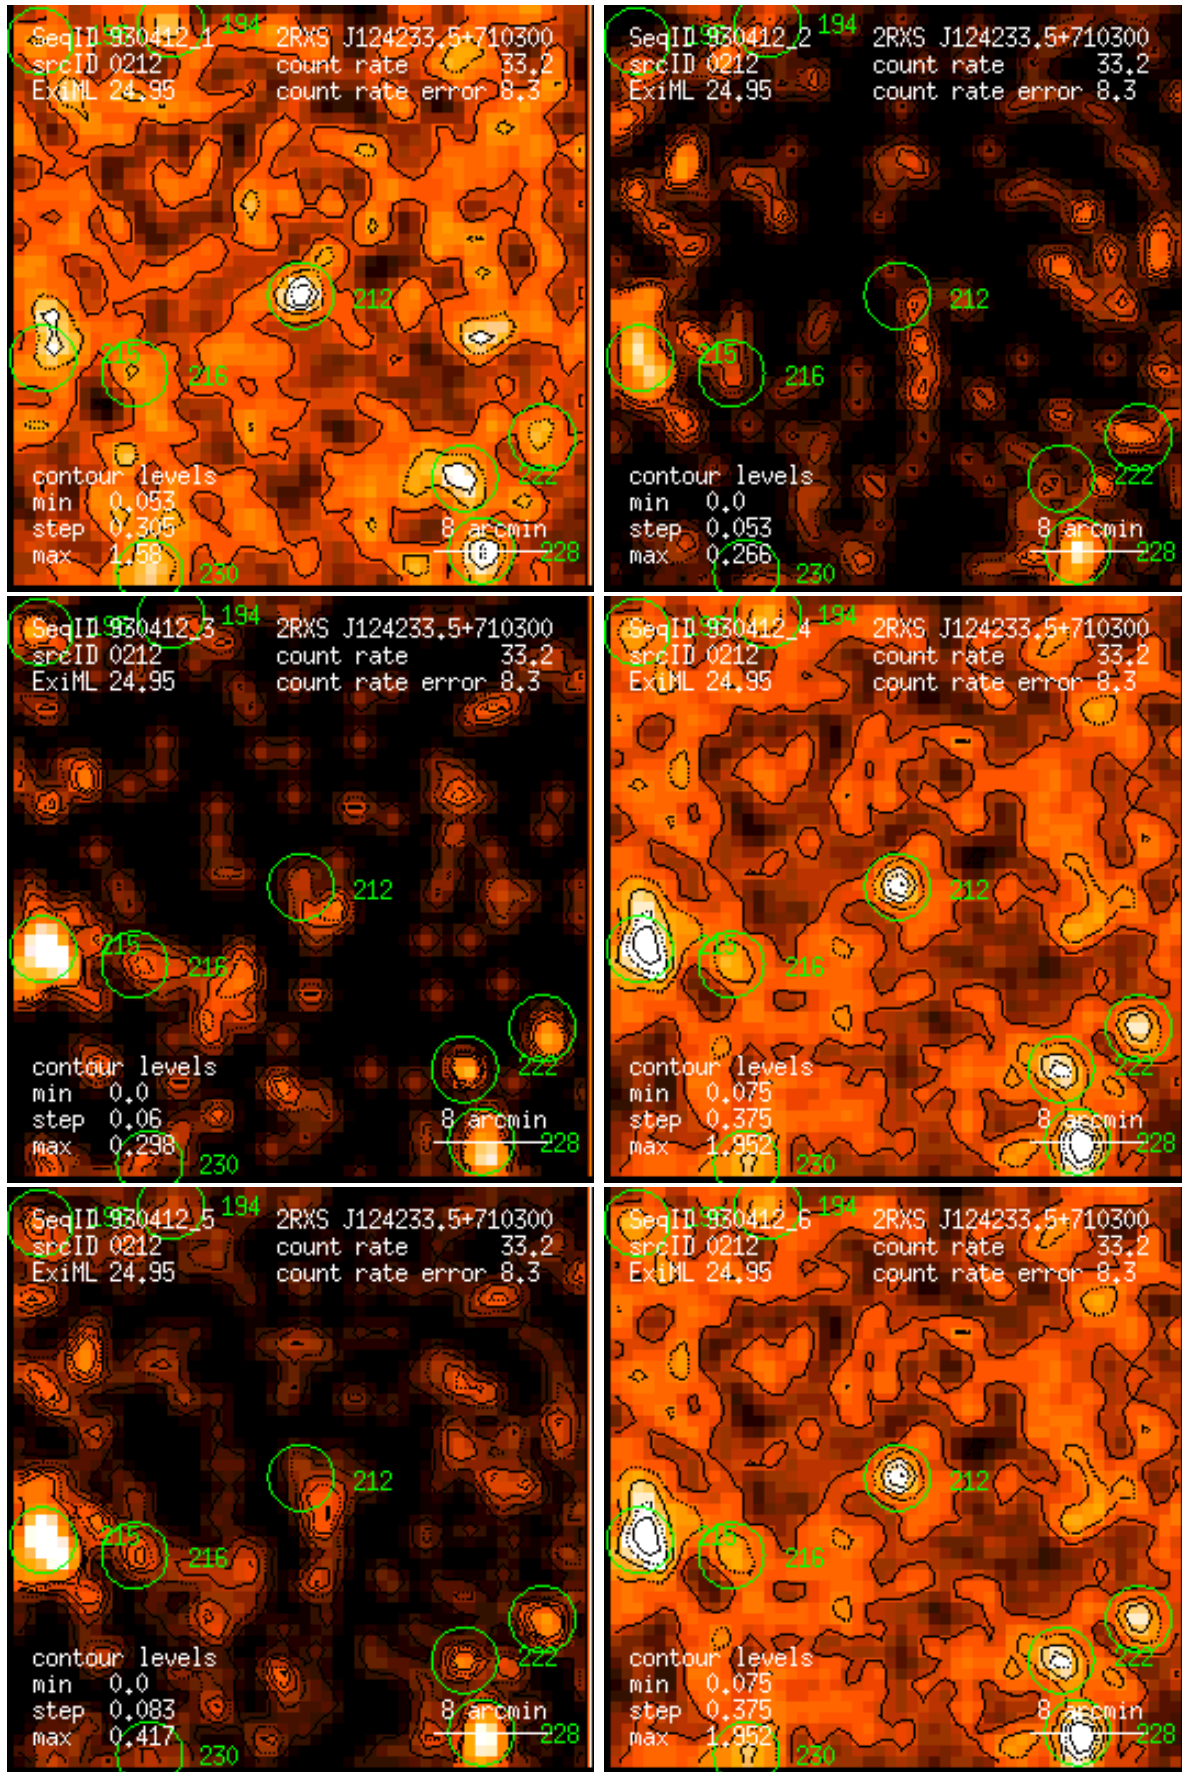 194
SeqID 930412_1 2RXS J124233.5+710300
srcID 0212 count rate 33.2
ExiML 24.95 count rate error 8.3
212
215
216
222
contour levels
min 0.053
step 0.305
max 1.58
8 arcmin
228
230
194
SeqID 930412_2 2RXS J124233.5+710300
srcID 0212 count rate 33.2
ExiML 24.95 count rate error 8.3
212
215
216
222
contour levels
min 0.0
step 0.053
max 0.266
8 arcmin
228
230
194
SeqID 930412_3 2RXS J124233.5+710300
srcID 0212 count rate 33.2
ExiML 24.95 count rate error 8.3
212
215
216
222
contour levels
min 0.0
step 0.06
max 0.298
8 arcmin
228
230
194
SeqID 930412_4 2RXS J124233.5+710300
srcID 0212 count rate 33.2
ExiML 24.95 count rate error 8.3
212
215
216
222
contour levels
min 0.075
step 0.375
max 1.952
8 arcmin
228
230
194
SeqID 930412_5 2RXS J124233.5+710300
srcID 0212 count rate 33.2
ExiML 24.95 count rate error 8.3
212
215
216
222
contour levels
min 0.0
step 0.083
max 0.417
8 arcmin
228
230
194
SeqID 930412_6 2RXS J124233.5+710300
srcID 0212 count rate 33.2
ExiML 24.95 count rate error 8.3
212
215
216
222
contour levels
min 0.075
step 0.375
max 1.952
8 arcmin
228
230